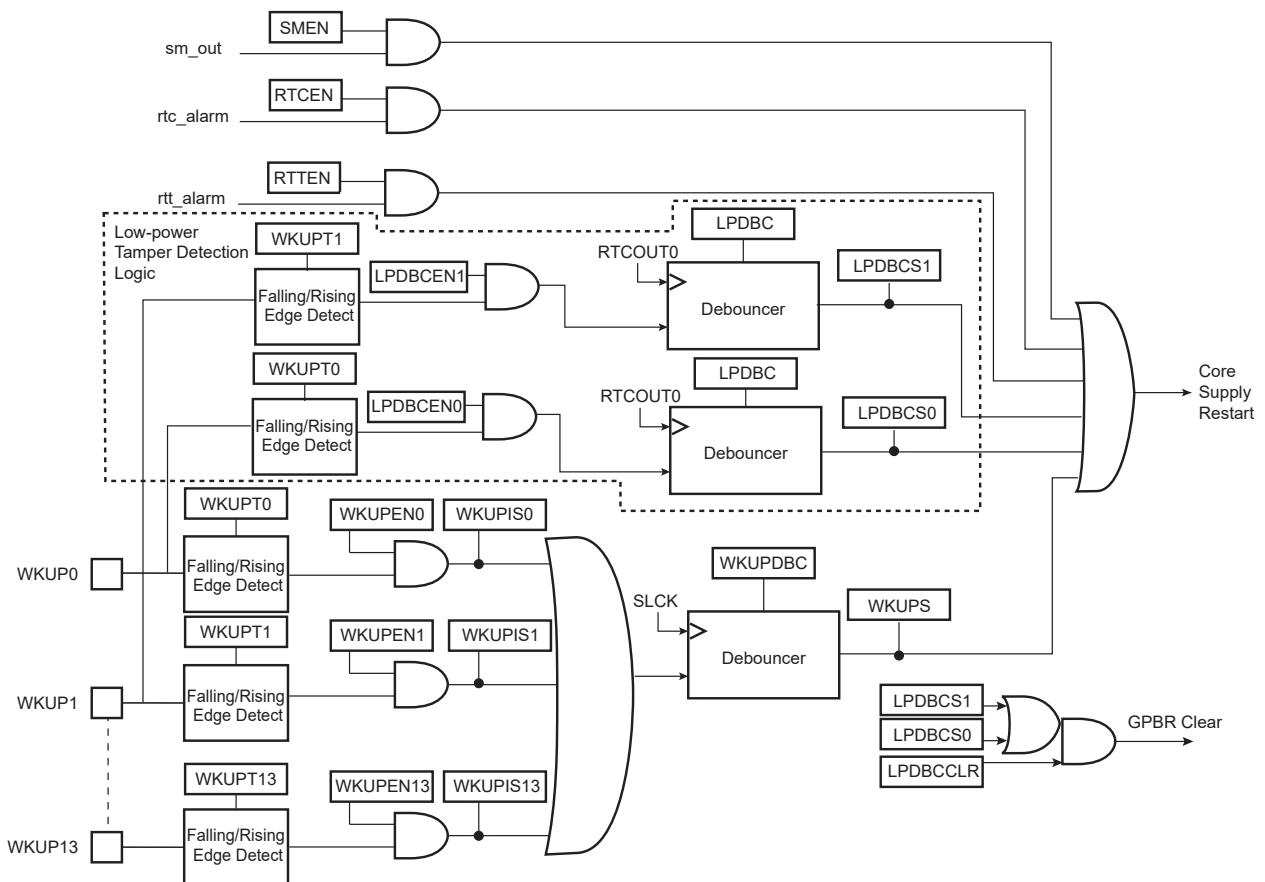 SMEN
sm_out
RTCEN
rtc_alarm
RTTEN
rtt_alarm
Low-power
Tamper Detection
Logic
WKUPT1
Falling/Rising
Edge Detect
LPDBCEN1
RTCOUT0
LPDBC
Debouncer
LPDBCS1
WKUPT0
Falling/Rising
Edge Detect
LPDBCEN0
RTCOUT0
LPDBC
Debouncer
LPDBCS0
Core
Supply
Restart
WKUP0
WKUPT0
Falling/Rising
Edge Detect
WKUPEN0
WKUPIS0
WKUP1
WKUPT1
Falling/Rising
Edge Detect
WKUPEN1
WKUPIS1
SLCK
WKUPDBC
Debouncer
WKUPS
LPDBCS1
LPDBCS0
LPDBCCLR
GPBR Clear
WKUP13
WKUPT13
Falling/Rising
Edge Detect
WKUPEN13
WKUPIS13